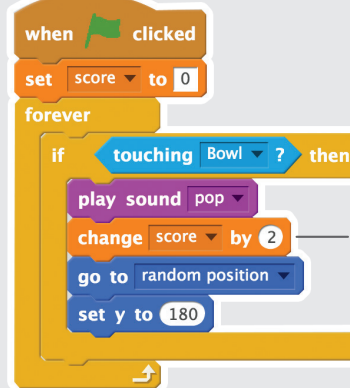 when clicked
set score to 0
forever
if touching Bowl ? then
play sound pop
change score by 2
go to random position
set y to 180